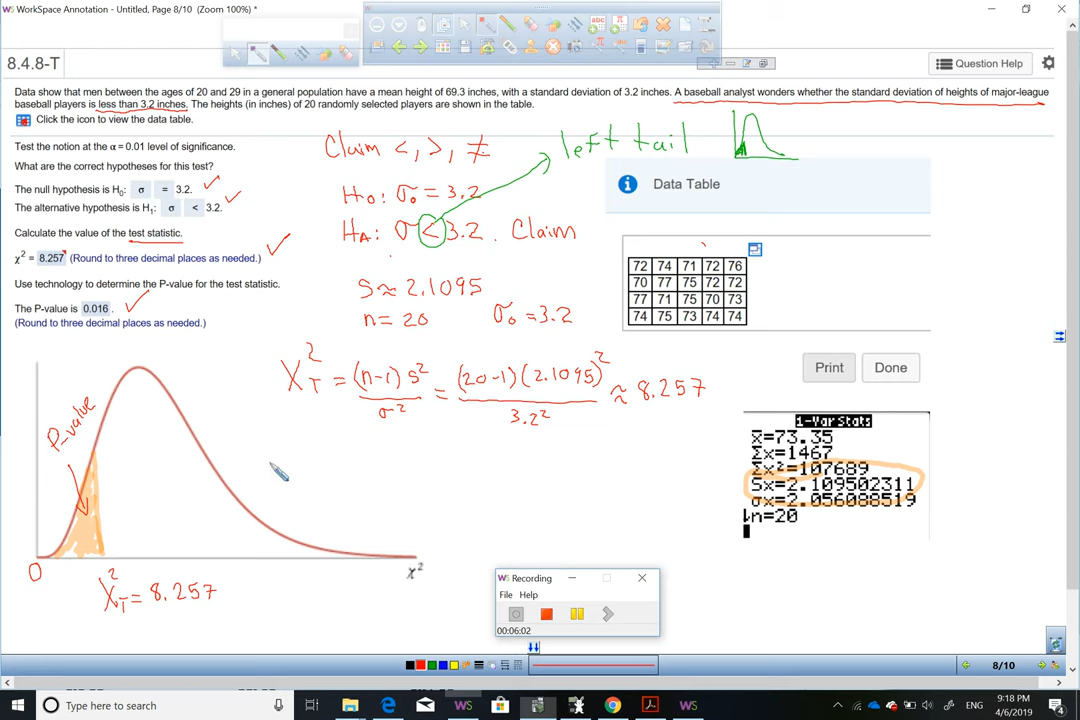 WorkSpace Annotation - Untitled, Page 8/10 (Zoom 100%) *
8.4.8-T
Question Help
Data show that men between the ages of 20 and 29 in a general population have a mean height of 69.3 inches, with a standard deviation of 3.2 inches. A baseball analyst wonders whether the standard deviation of heights of major-league
baseball players is less than 3.2 inches. The heights (in inches) of 20 randomly selected players are shown in the table.
Click the icon to view the data table.
Test the notion at the α = 0.01 level of significance.
What are the correct hypotheses for this test?
The null hypothesis is H₀: σ = 3.2.
The alternative hypothesis is H₁: σ < 3.2.
Calculate the value of the test statistic.
χ² = 8.257 (Round to three decimal places as needed.)
Use technology to determine the P-value for the test statistic.
The P-value is 0.016.
(Round to three decimal places as needed.)
Claim <, >, ≠
left tail
H₀: σ₀ = 3.2
H_A: σ < 3.2. Claim
S ≈ 2.1095
n = 20 σ₀ = 3.2
X²_T = (n-1) S² / σ² = (20-1)(2.1095)² / 3.2² ≈ 8.257
Data Table
72 74 71 72 76
70 77 75 72 72
77 71 75 70 73
74 75 73 74 74
Print Done
1-Var Stats
x̄=73.35
Σx=1467
Σx²=107689
Sx=2.109502311
σx=2.056088519
↓n=20
P-value
0
χ²
X²_T = 8.257
WS Recording
File Help
00:06:02
8/10
Type here to search
ENG
9:18 PM
4/6/2019
4